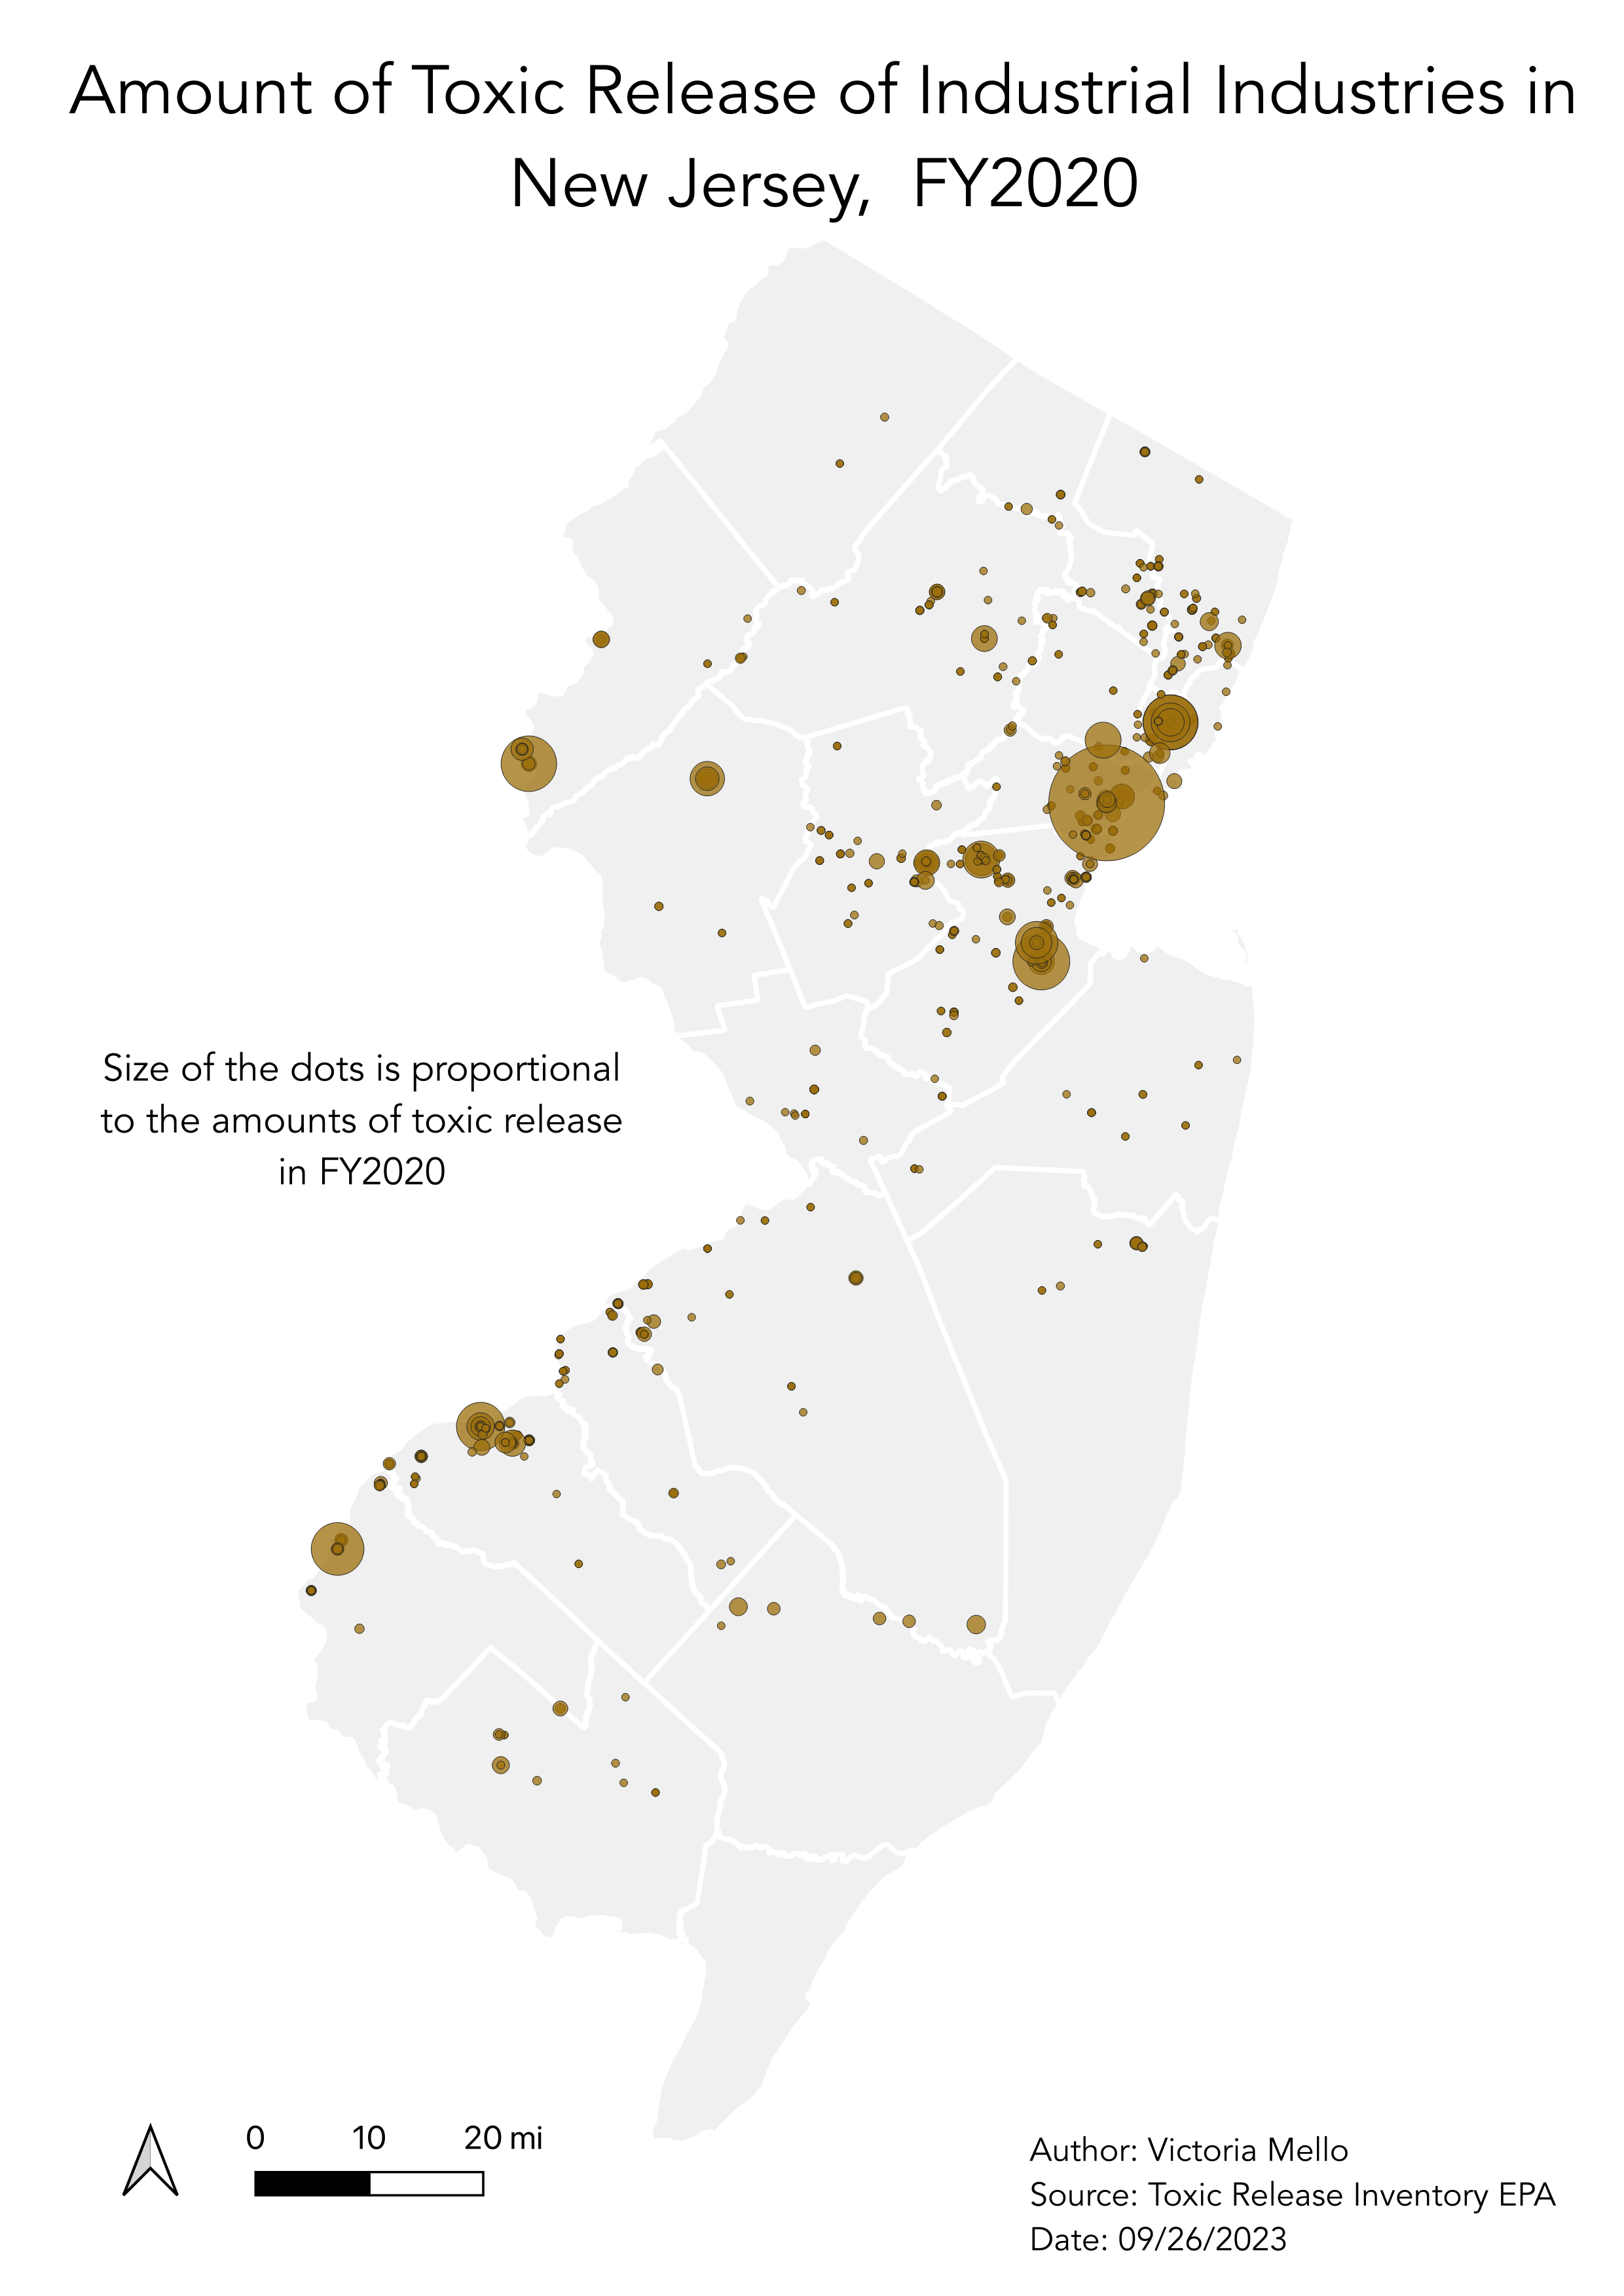 Amount of Toxic Release of Industrial Industries in
New Jersey, FY2020
Size of the dots is proportional
to the amounts of toxic release
in FY2020
0 10 20 mi
Author: Victoria Mello
Source: Toxic Release Inventory EPA
Date: 09/26/2023